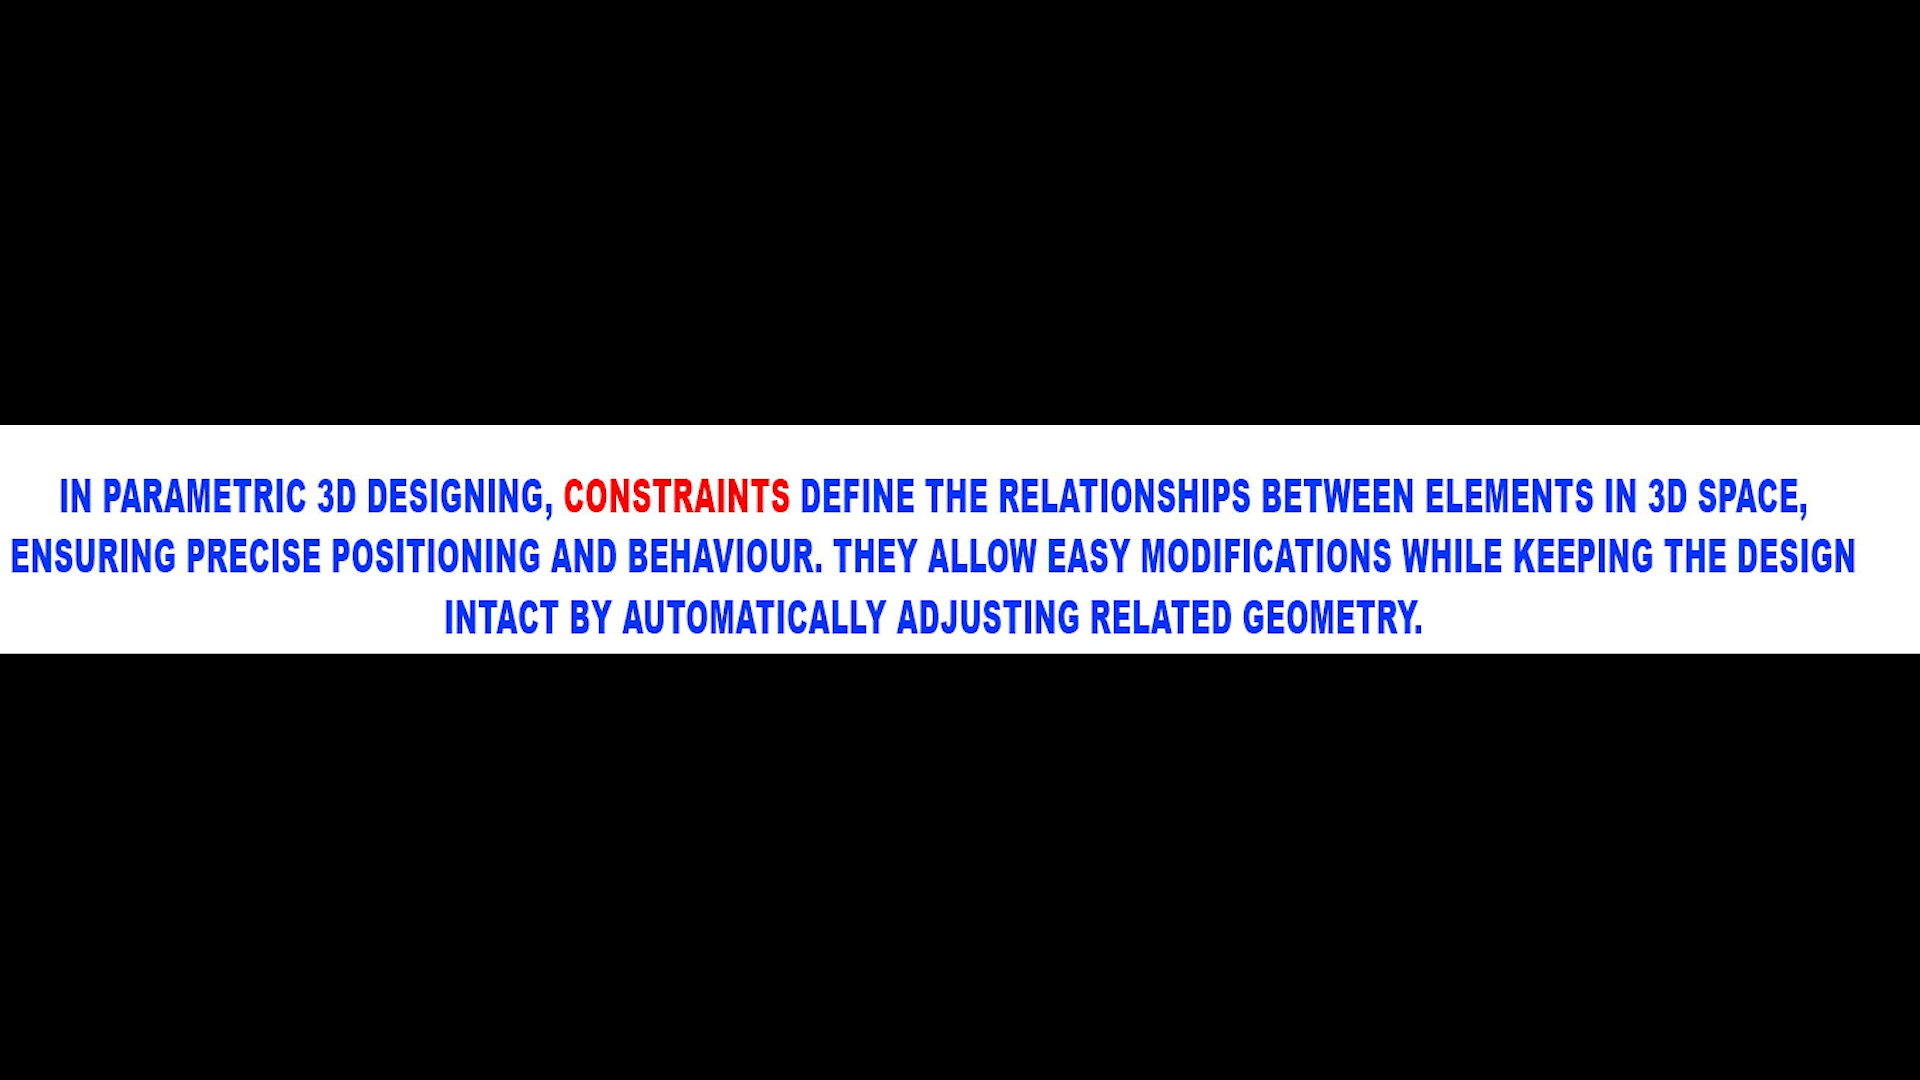 IN PARAMETRIC 3D DESIGNING, CONSTRAINTS DEFINE THE RELATIONSHIPS BETWEEN ELEMENTS IN 3D SPACE,
ENSURING PRECISE POSITIONING AND BEHAVIOUR. THEY ALLOW EASY MODIFICATIONS WHILE KEEPING THE DESIGN
INTACT BY AUTOMATICALLY ADJUSTING RELATED GEOMETRY.